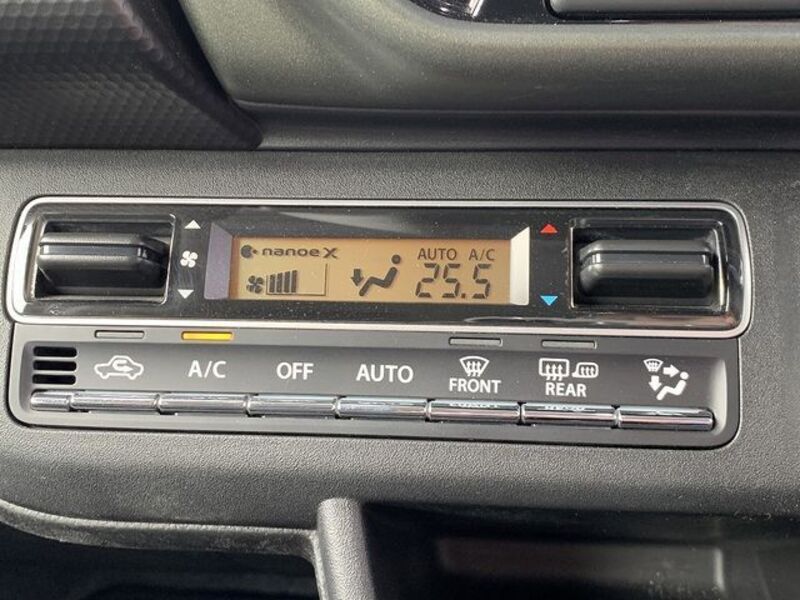 nanoe X
AUTO A/C
25.5
A/C OFF AUTO FRONT REAR